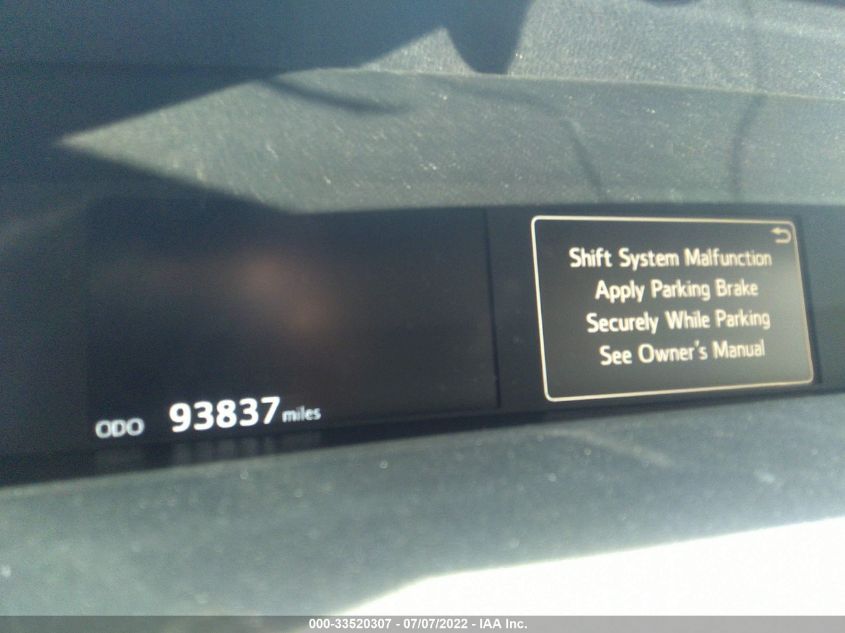 Shift System Malfunction
Apply Parking Brake
Securely While Parking
See Owner's Manual
ODO 93837 miles
000-33520307 - 07/07/2022 - IAA Inc.